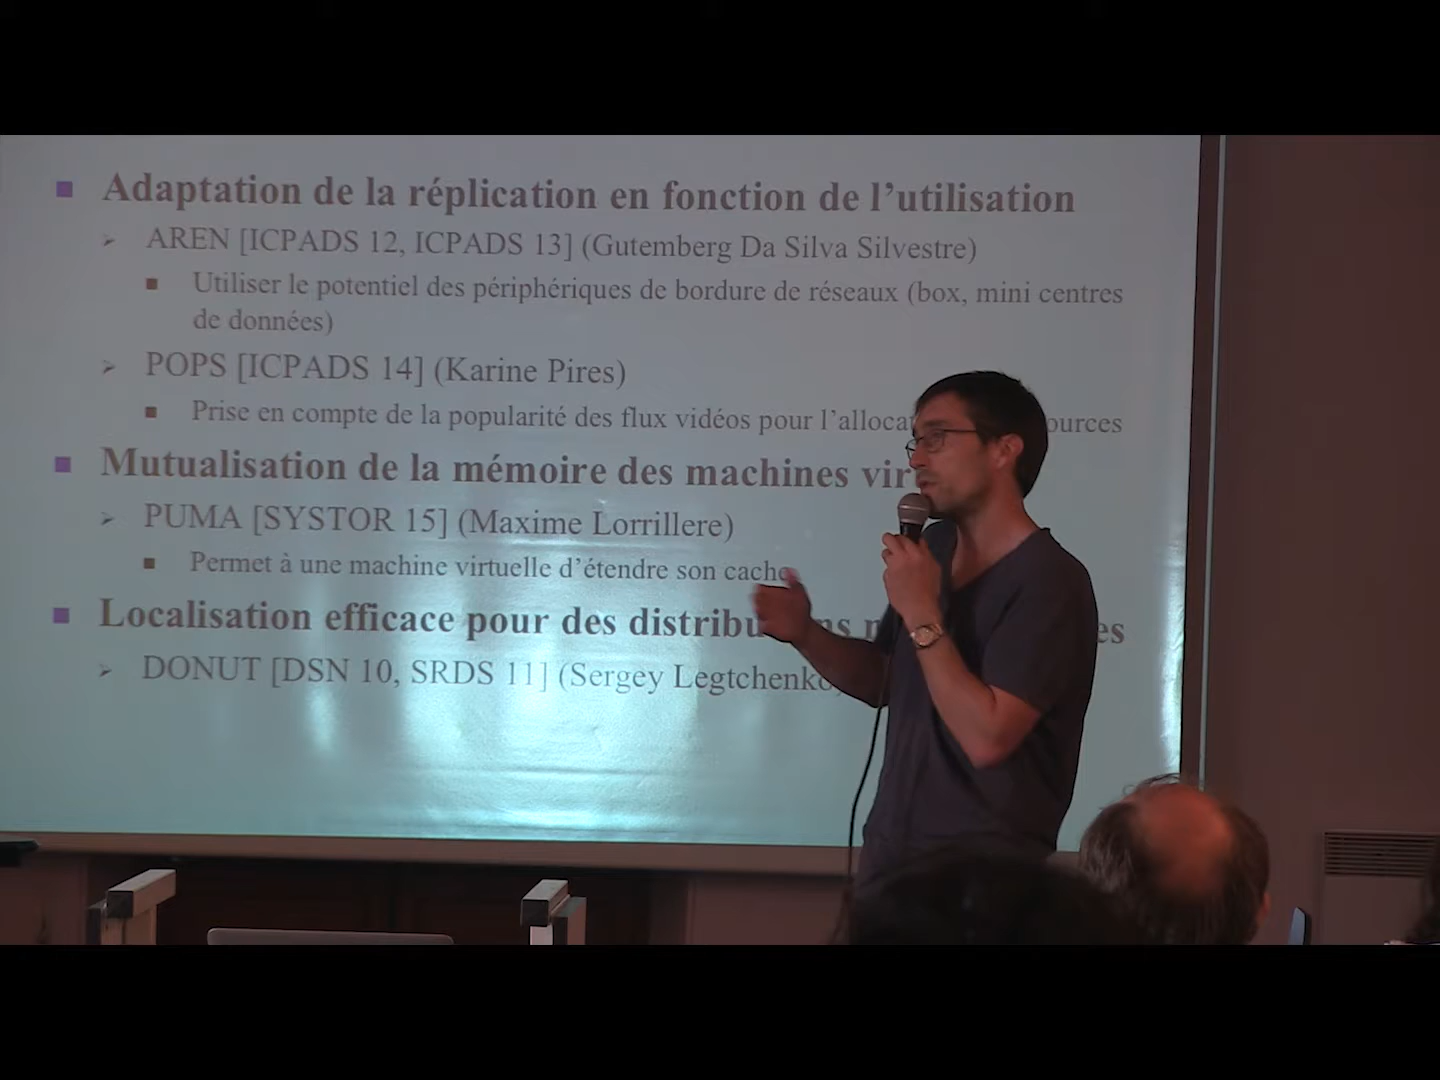 Adaptation de la réplication en fonction de l’utilisation
AREN [ICPADS 12, ICPADS 13] (Gutemberg Da Silva Silvestre)
Utiliser le potentiel des périphériques de bordure de réseaux (box, mini centres
de données)
POPS [ICPADS 14] (Karine Pires)
Prise en compte de la popularité des flux vidéos pour
Mutualisation de la mémoire des machines
PUMA [SYSTOR 15] (Maxime Lorrillere)
Permet à une machine virtuelle d’étendre son cache
Localisation efficace pour des
DONUT [DSN 10, SRDS 11] (Sergey Legtchenko)